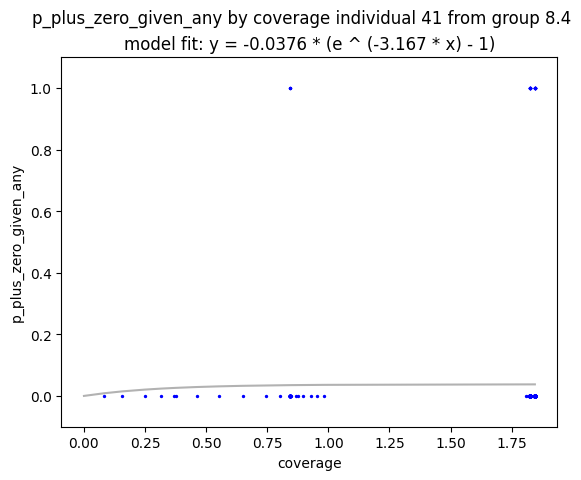 p_plus_zero_given_any by coverage individual 41 from group 8.4
model fit: y = -0.0376 * (e ^ (-3.167 * x) - 1)
1.0
0.8
0.6
0.4
0.2
0.0
p_plus_zero_given_any
0.00 0.25 0.50 0.75 1.00 1.25 1.50 1.75
coverage